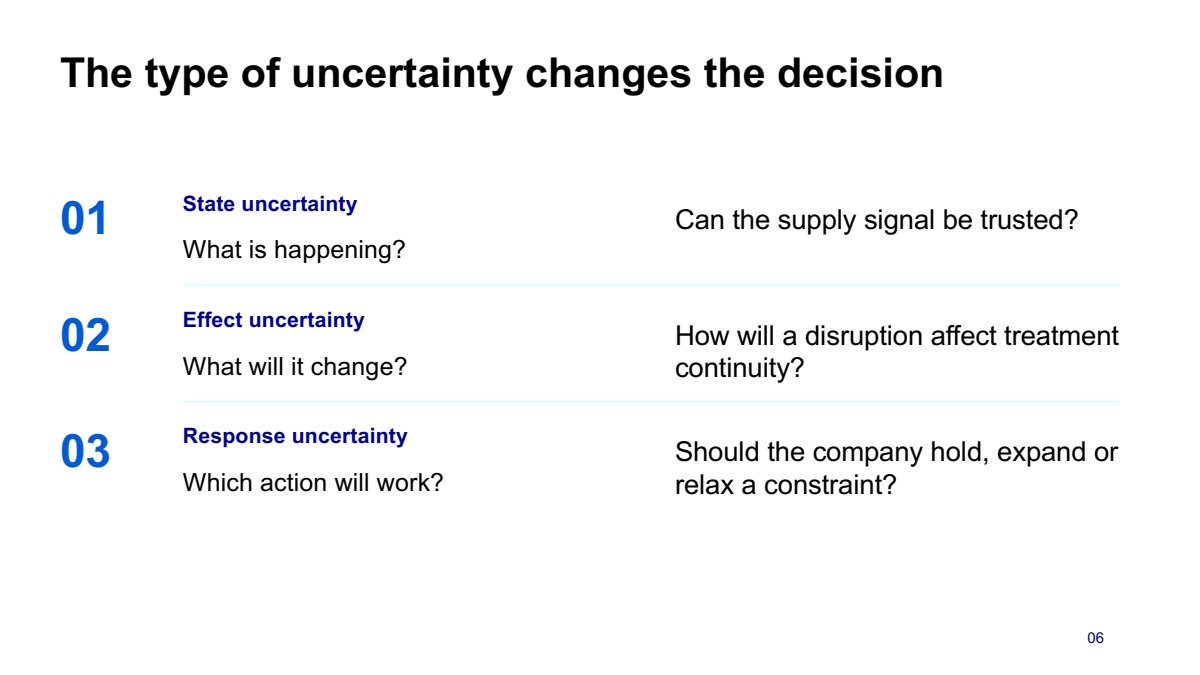 The type of uncertainty changes the decision
01
State uncertainty
What is happening?
Can the supply signal be trusted?
02
Effect uncertainty
What will it change?
How will a disruption affect treatment
continuity?
03
Response uncertainty
Which action will work?
Should the company hold, expand or
relax a constraint?
06